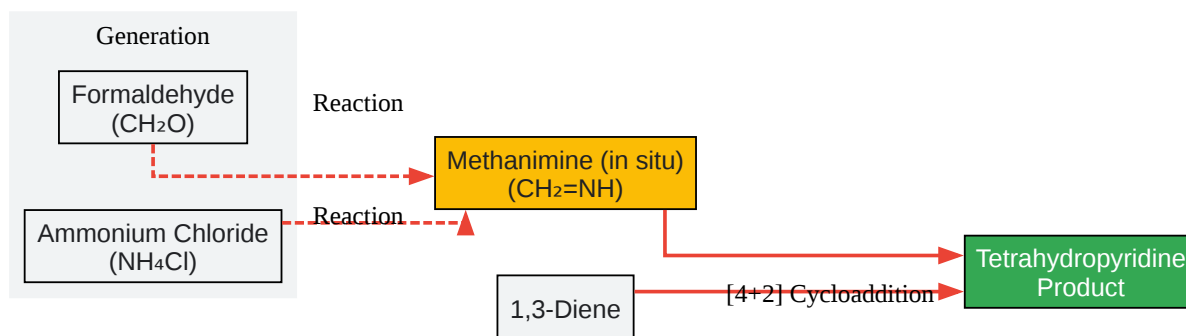 Generation
Formaldehyde
(CH₂O)
Reaction
Methanimine (in situ)
(CH₂=NH)
Reaction
Ammonium Chloride
(NH₄Cl)
Tetrahydropyridine
Product
[4+2] Cycloaddition
1,3-Diene